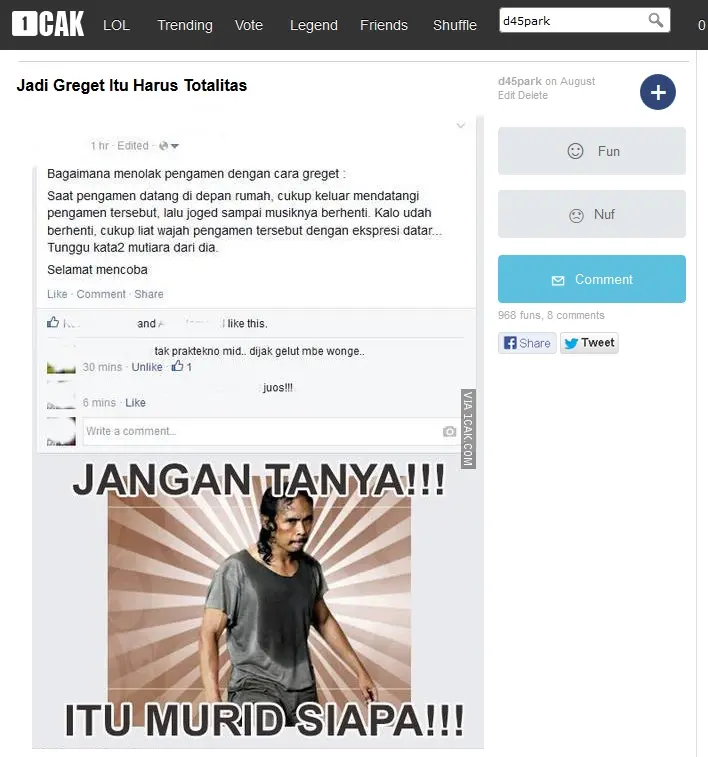 1CAK LOL Trending Vote Legend Friends Shuffle d45park 0
Jadi Greget Itu Harus Totalitas
d45park on August
Edit Delete
1 hr · Edited ·
Bagaimana menolak pengamen dengan cara greget :
Saat pengamen datang di depan rumah, cukup keluar mendatangi
pengamen tersebut, lalu joged sampai musiknya berhenti. Kalo udah
berhenti, cukup liat wajah pengamen tersebut dengan ekspresi datar...
Tunggu kata2 mutiara dari dia.
Selamat mencoba
Like · Comment · Share
and like this.
tak praktekno mid.. dijak gelut mbe wonge..
30 mins · Unlike · 1
juos!!!
6 mins · Like
Write a comment...
VIA 1CAK.COM
JANGAN TANYA!!!
ITU MURID SIAPA!!!
Fun
Nuf
Comment
968 funs, 8 comments
Share Tweet